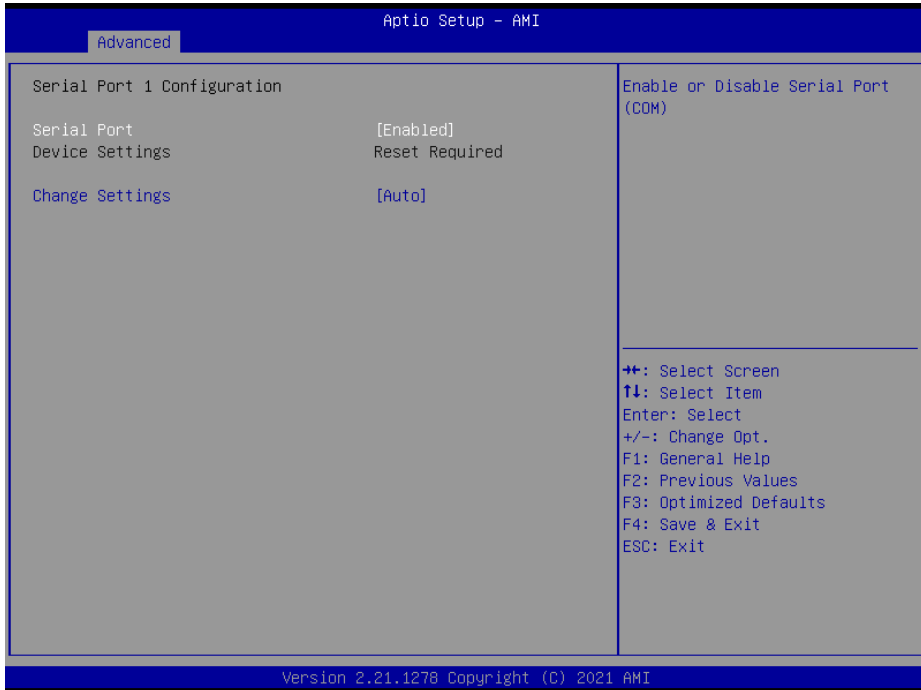 Aptio Setup - AMI
Advanced
Serial Port 1 Configuration
Serial Port [Enabled]
Device Settings Reset Required
Change Settings [Auto]
Enable or Disable Serial Port
(COM)
→←: Select Screen
↑↓: Select Item
Enter: Select
+/-: Change Opt.
F1: General Help
F2: Previous Values
F3: Optimized Defaults
F4: Save & Exit
ESC: Exit
Version 2.21.1278 Copyright (C) 2021 AMI